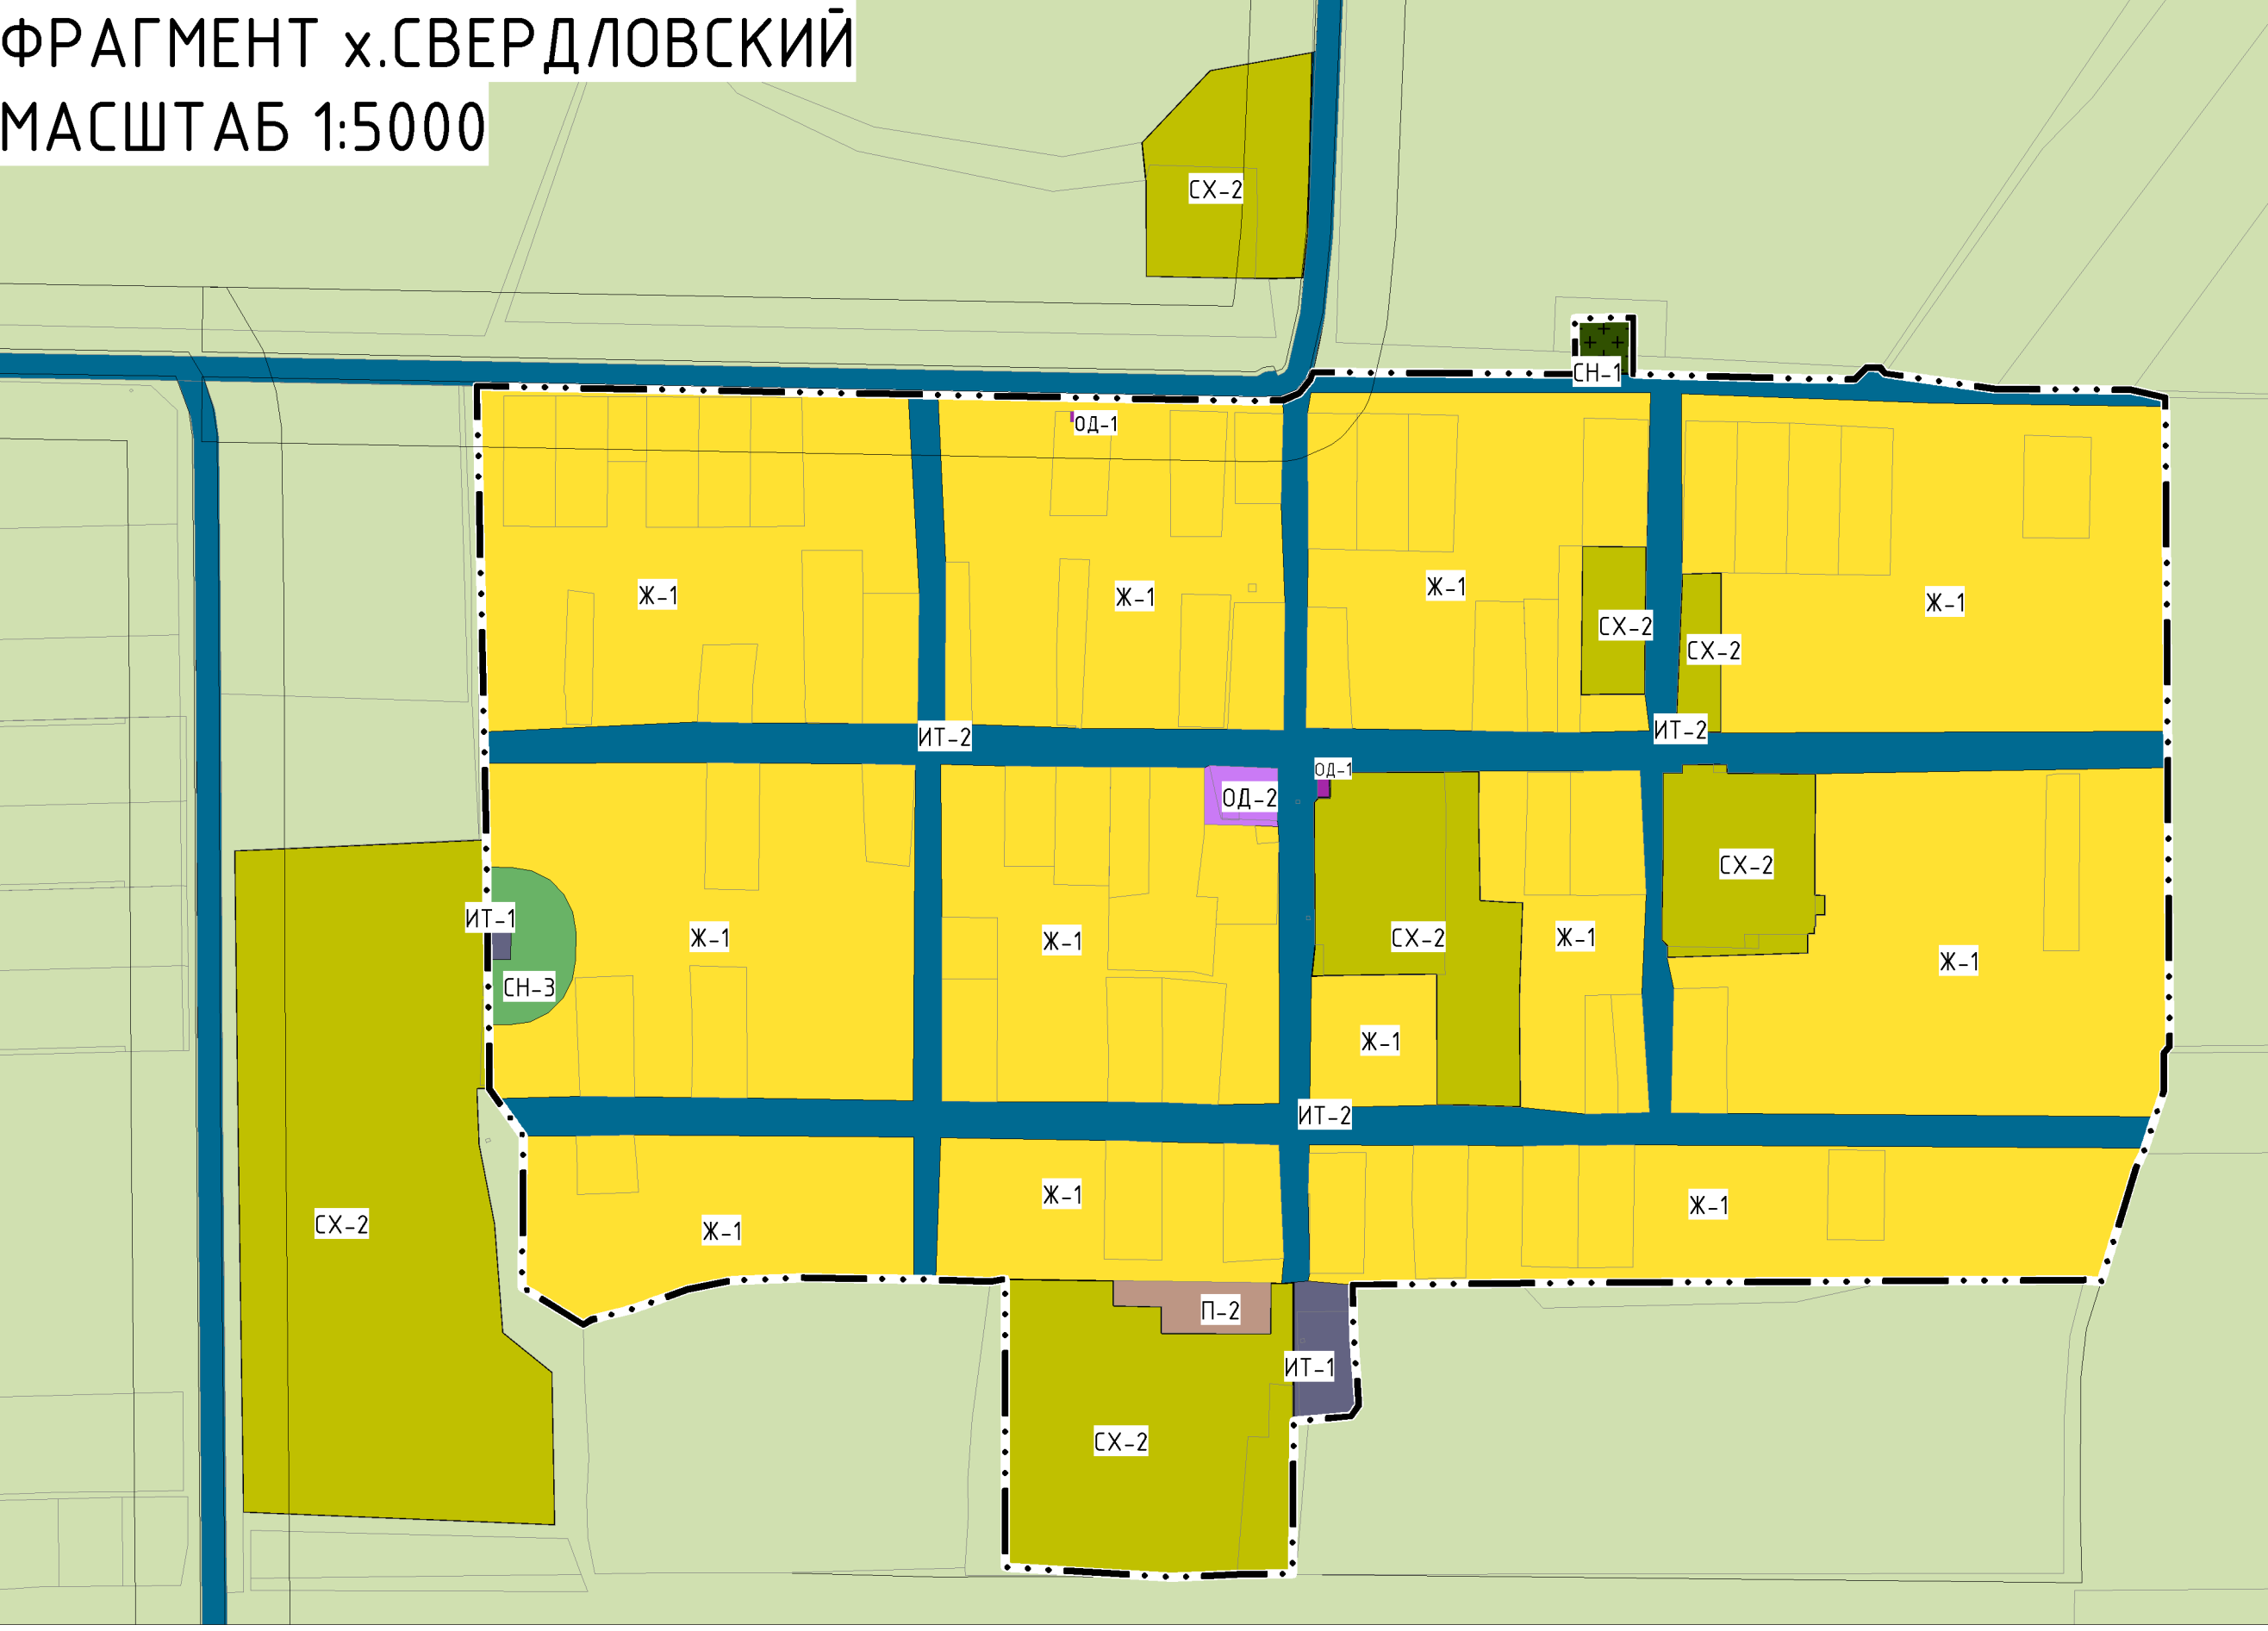 ФРАГМЕНТ х.СВЕРДЛОВСКИЙ
МАСШТАБ 1:5000
СХ-2
СН-1
ОД-1
Ж-1
Ж-1
Ж-1
Ж-1
СХ-2
СХ-2
ИТ-2
ИТ-2
ОД-1
ОД-2
СХ-2
ИТ-1
Ж-1
Ж-1
СХ-2
Ж-1
Ж-1
СН-3
Ж-1
ИТ-2
Ж-1
Ж-1
СХ-2
Ж-1
П-2
ИТ-1
СХ-2